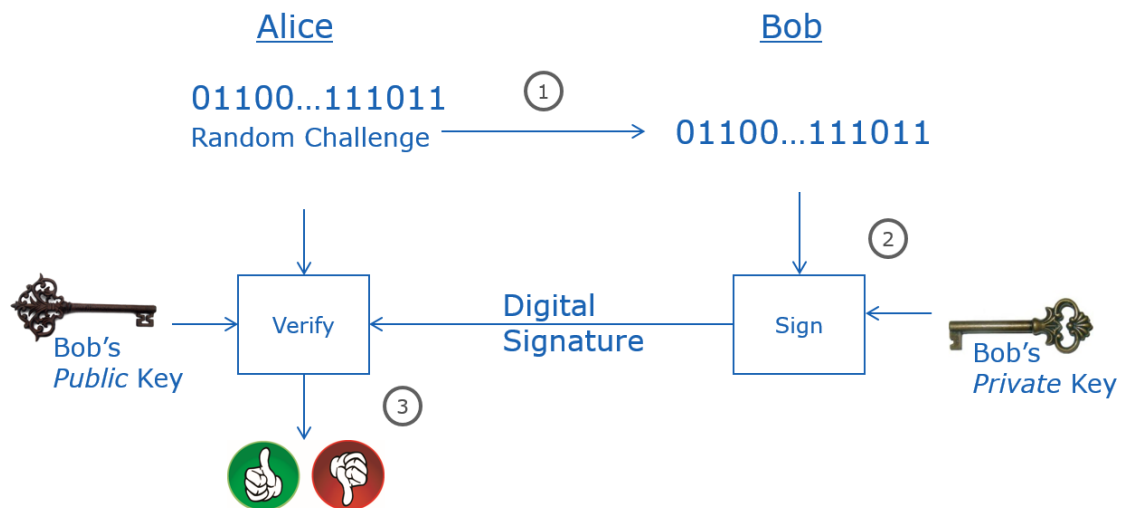 Alice
Bob
01100...111011
Random Challenge
1
01100...111011
2
Verify
Digital
Signature
Sign
Bob's
Public Key
Bob's
Private Key
3